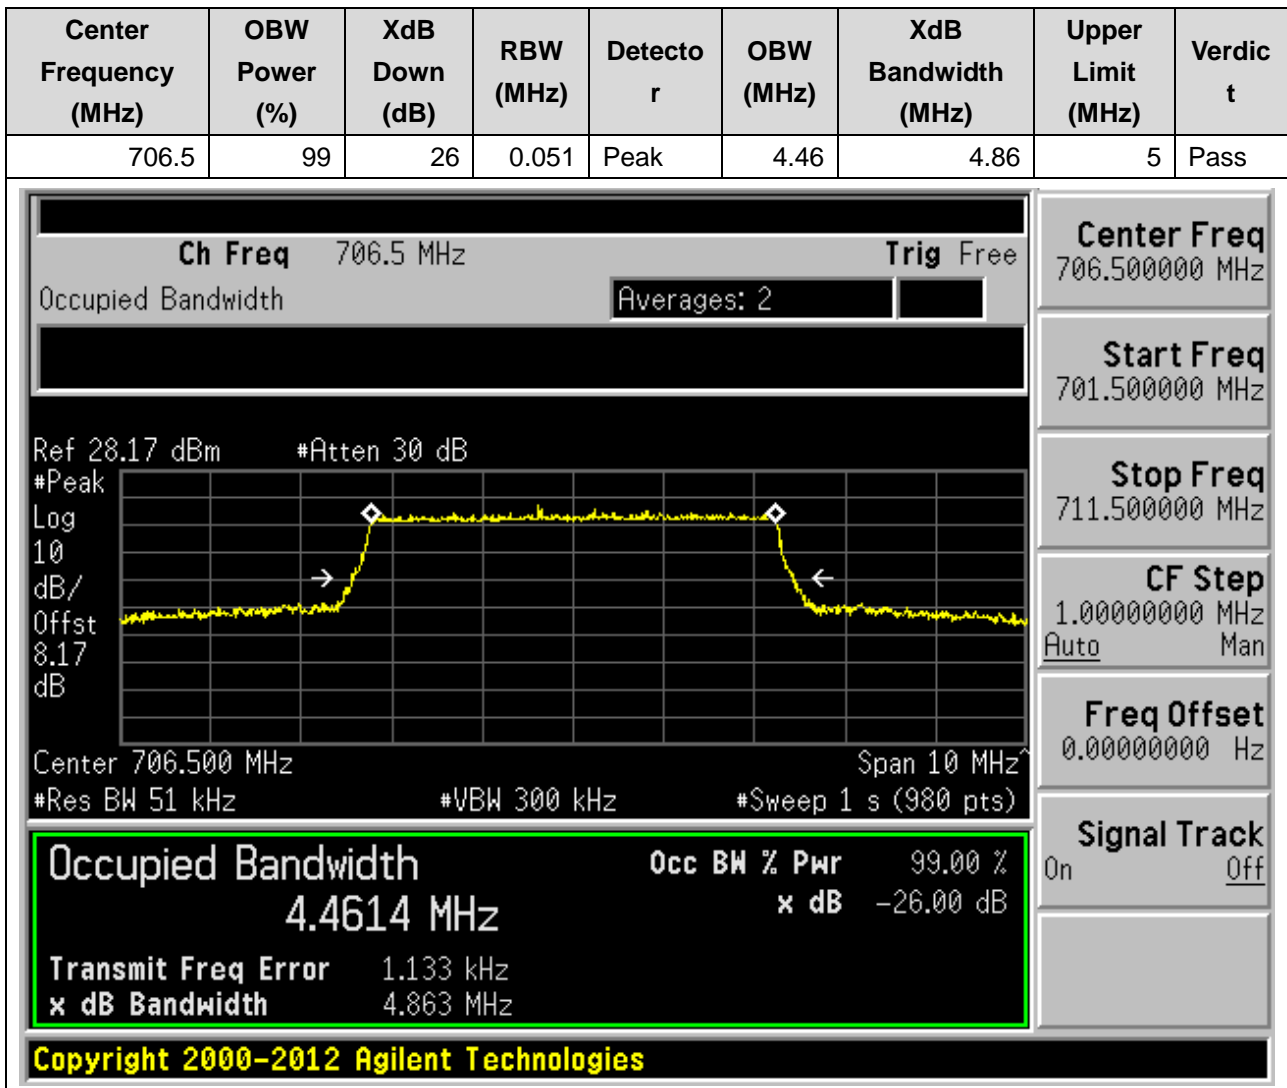 Center Frequency (MHz) OBW Power (%) XdB Down (dB) RBW (MHz) Detector OBW (MHz) XdB Bandwidth (MHz) Upper Limit (MHz) Verdict
706.5 99 26 0.051 Peak 4.46 4.86 5 Pass
Ch Freq 706.5 MHz Trig Free
Occupied Bandwidth Averages: 2
Ref 28.17 dBm #Atten 30 dB
#Peak
Log
10
dB/
Offst
8.17
dB
Center 706.500 MHz Span 10 MHz^
#Res BW 51 kHz #VBW 300 kHz #Sweep 1 s (980 pts)
Occupied Bandwidth Occ BW % Pwr 99.00 %
4.4614 MHz x dB -26.00 dB
Transmit Freq Error 1.133 kHz
x dB Bandwidth 4.863 MHz
Center Freq
706.500000 MHz
Start Freq
701.500000 MHz
Stop Freq
711.500000 MHz
CF Step
1.00000000 MHz
Auto Man
Freq Offset
0.00000000 Hz
Signal Track
On Off
Copyright 2000-2012 Agilent Technologies